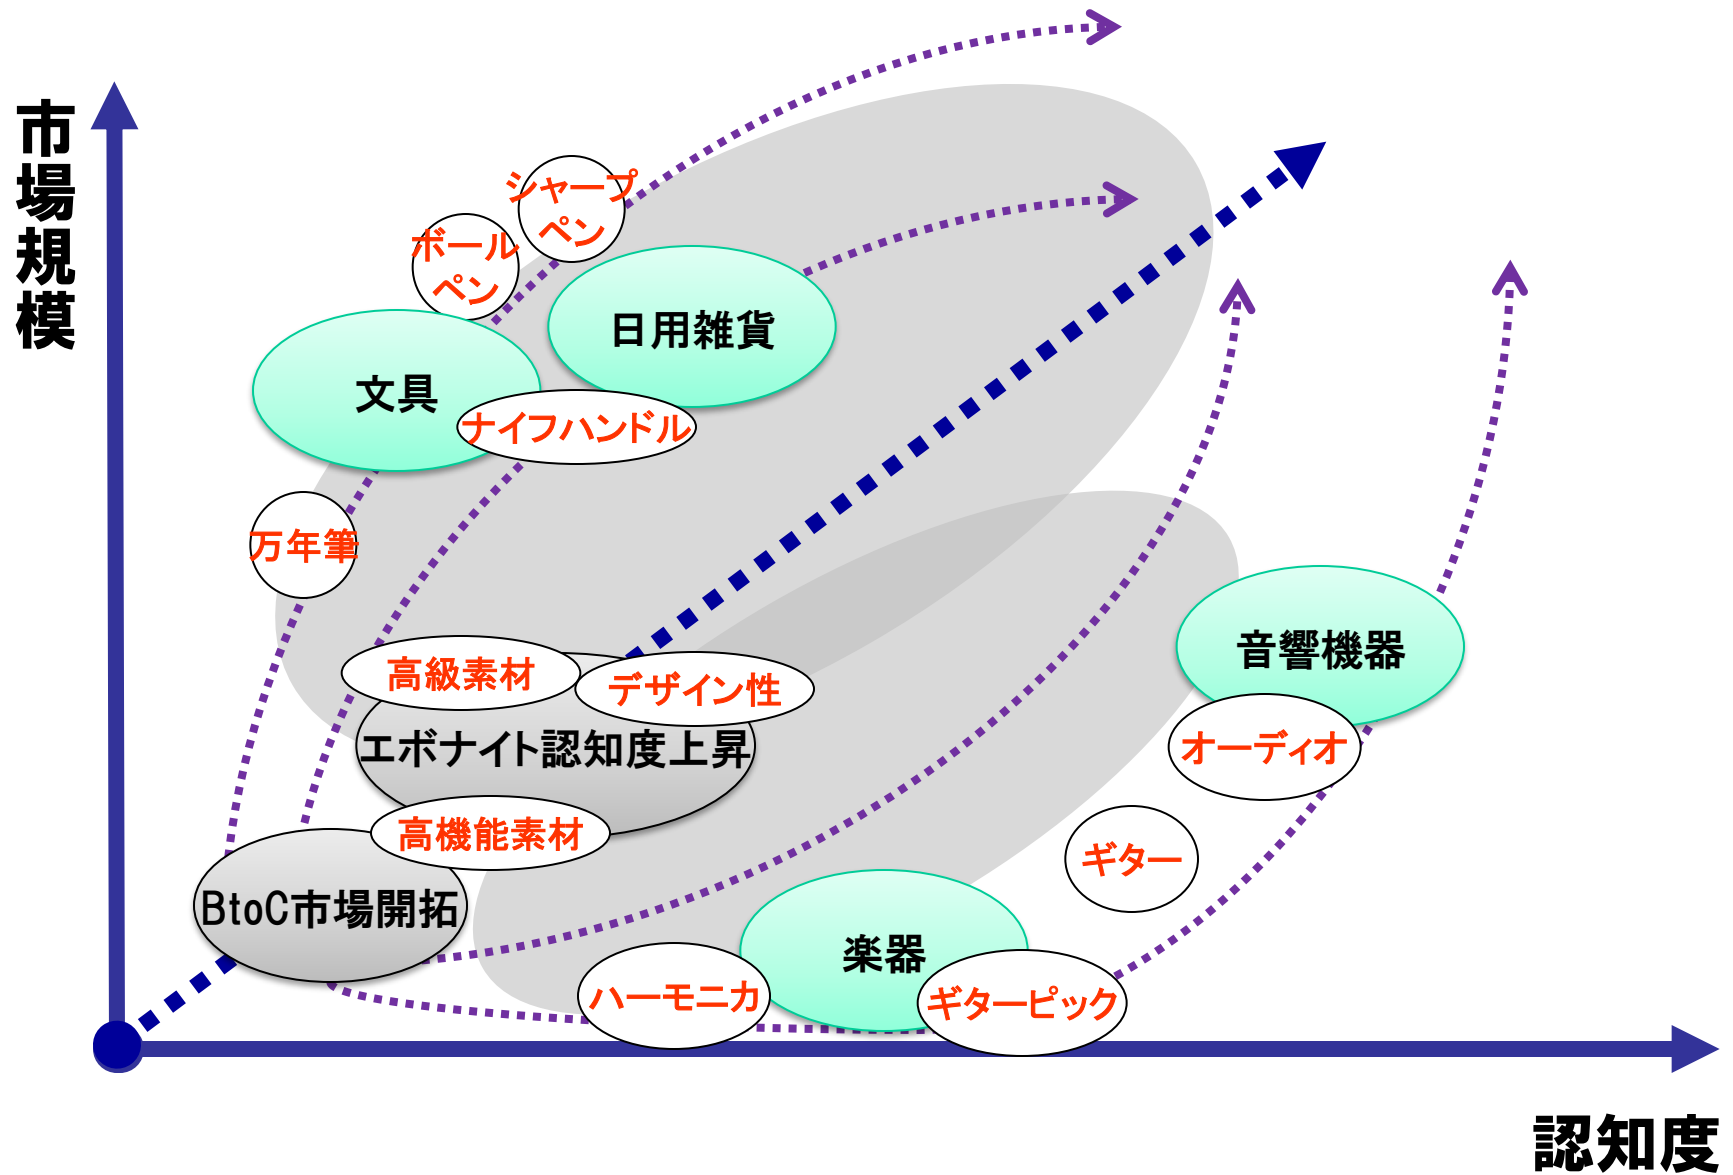 市場規模
シャープ
ペン
ボール
ペン
日用雑貨
文具
ナイフハンドル
万年筆
高級素材
デザイン性
エボナイト認知度上昇
高機能素材
BtoC市場開拓
音響機器
オーディオ
ギター
楽器
ハーモニカ
ギターピック
認知度